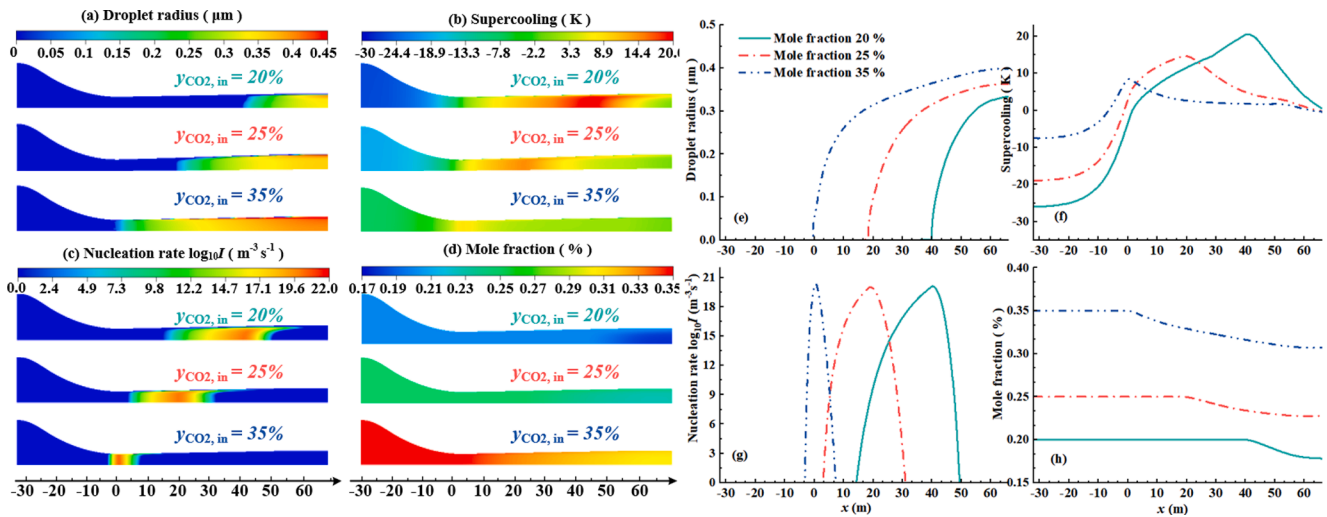 (a) Droplet radius ( μm )
0 0.05 0.1 0.15 0.2 0.25 0.3 0.35 0.4 0.45
yCO2, in = 20%
yCO2, in = 25%
yCO2, in = 35%
(b) Supercooling ( K )
-30 -24.4 -18.9 -13.3 -7.8 -2.2 3.3 8.9 14.4 20.0
yCO2, in = 20%
yCO2, in = 25%
yCO2, in = 35%
(c) Nucleation rate log10I ( m-3 s-1 )
0.0 2.4 4.9 7.3 9.8 12.2 14.7 17.1 19.6 22.0
yCO2, in = 20%
yCO2, in = 25%
yCO2, in = 35%
-30 -20 -10 0 10 20 30 40 50 60
(d) Mole fraction ( % )
0.17 0.19 0.21 0.23 0.25 0.27 0.29 0.31 0.33 0.35
yCO2, in = 20%
yCO2, in = 25%
yCO2, in = 35%
-30 -20 -10 0 10 20 30 40 50 60
Droplet radius ( μm )
0.5
0.4
0.3
0.2
0.1
0.0
Mole fraction 20 %
Mole fraction 25 %
Mole fraction 35 %
(e)
-30 -20 -10 0 10 20 30 40 50 60
Supercooling ( K )
20
10
0
-10
-20
-30
(f)
-30 -20 -10 0 10 20 30 40 50 60
Nucleation rate log10I ( m-3s-1)
21
18
15
12
9
6
3
0
(g)
-30 -20 -10 0 10 20 30 40 50 60
x (m)
Mole fraction ( % )
0.40
0.35
0.30
0.25
0.20
0.15
(h)
-30 -20 -10 0 10 20 30 40 50 60
x (m)